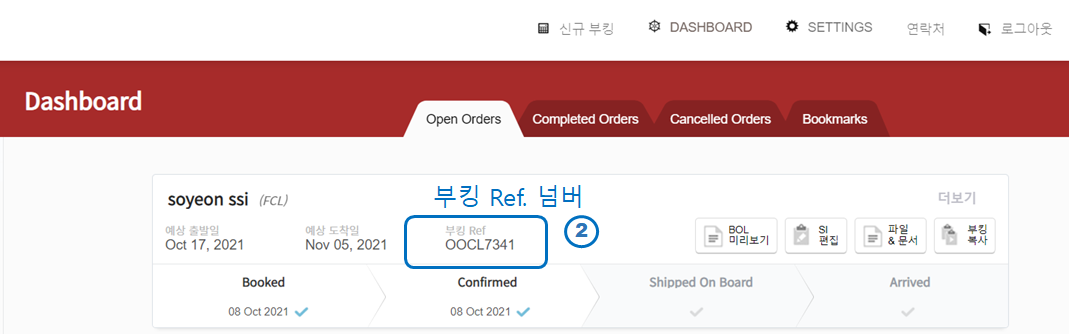 신규 부킹 DASHBOARD SETTINGS 연락처 로그아웃
Dashboard
Open Orders Completed Orders Cancelled Orders Bookmarks
부킹 Ref. 넘버
soyeon ssi (FCL) 더보기
예상 출발일 예상 도착일 부킹 Ref
Oct 17, 2021 Nov 05, 2021 OOCL7341
2
BOL
미리보기
SI
편집
파일
& 문서
부킹
복사
Booked Confirmed Shipped On Board Arrived
08 Oct 2021 08 Oct 2021